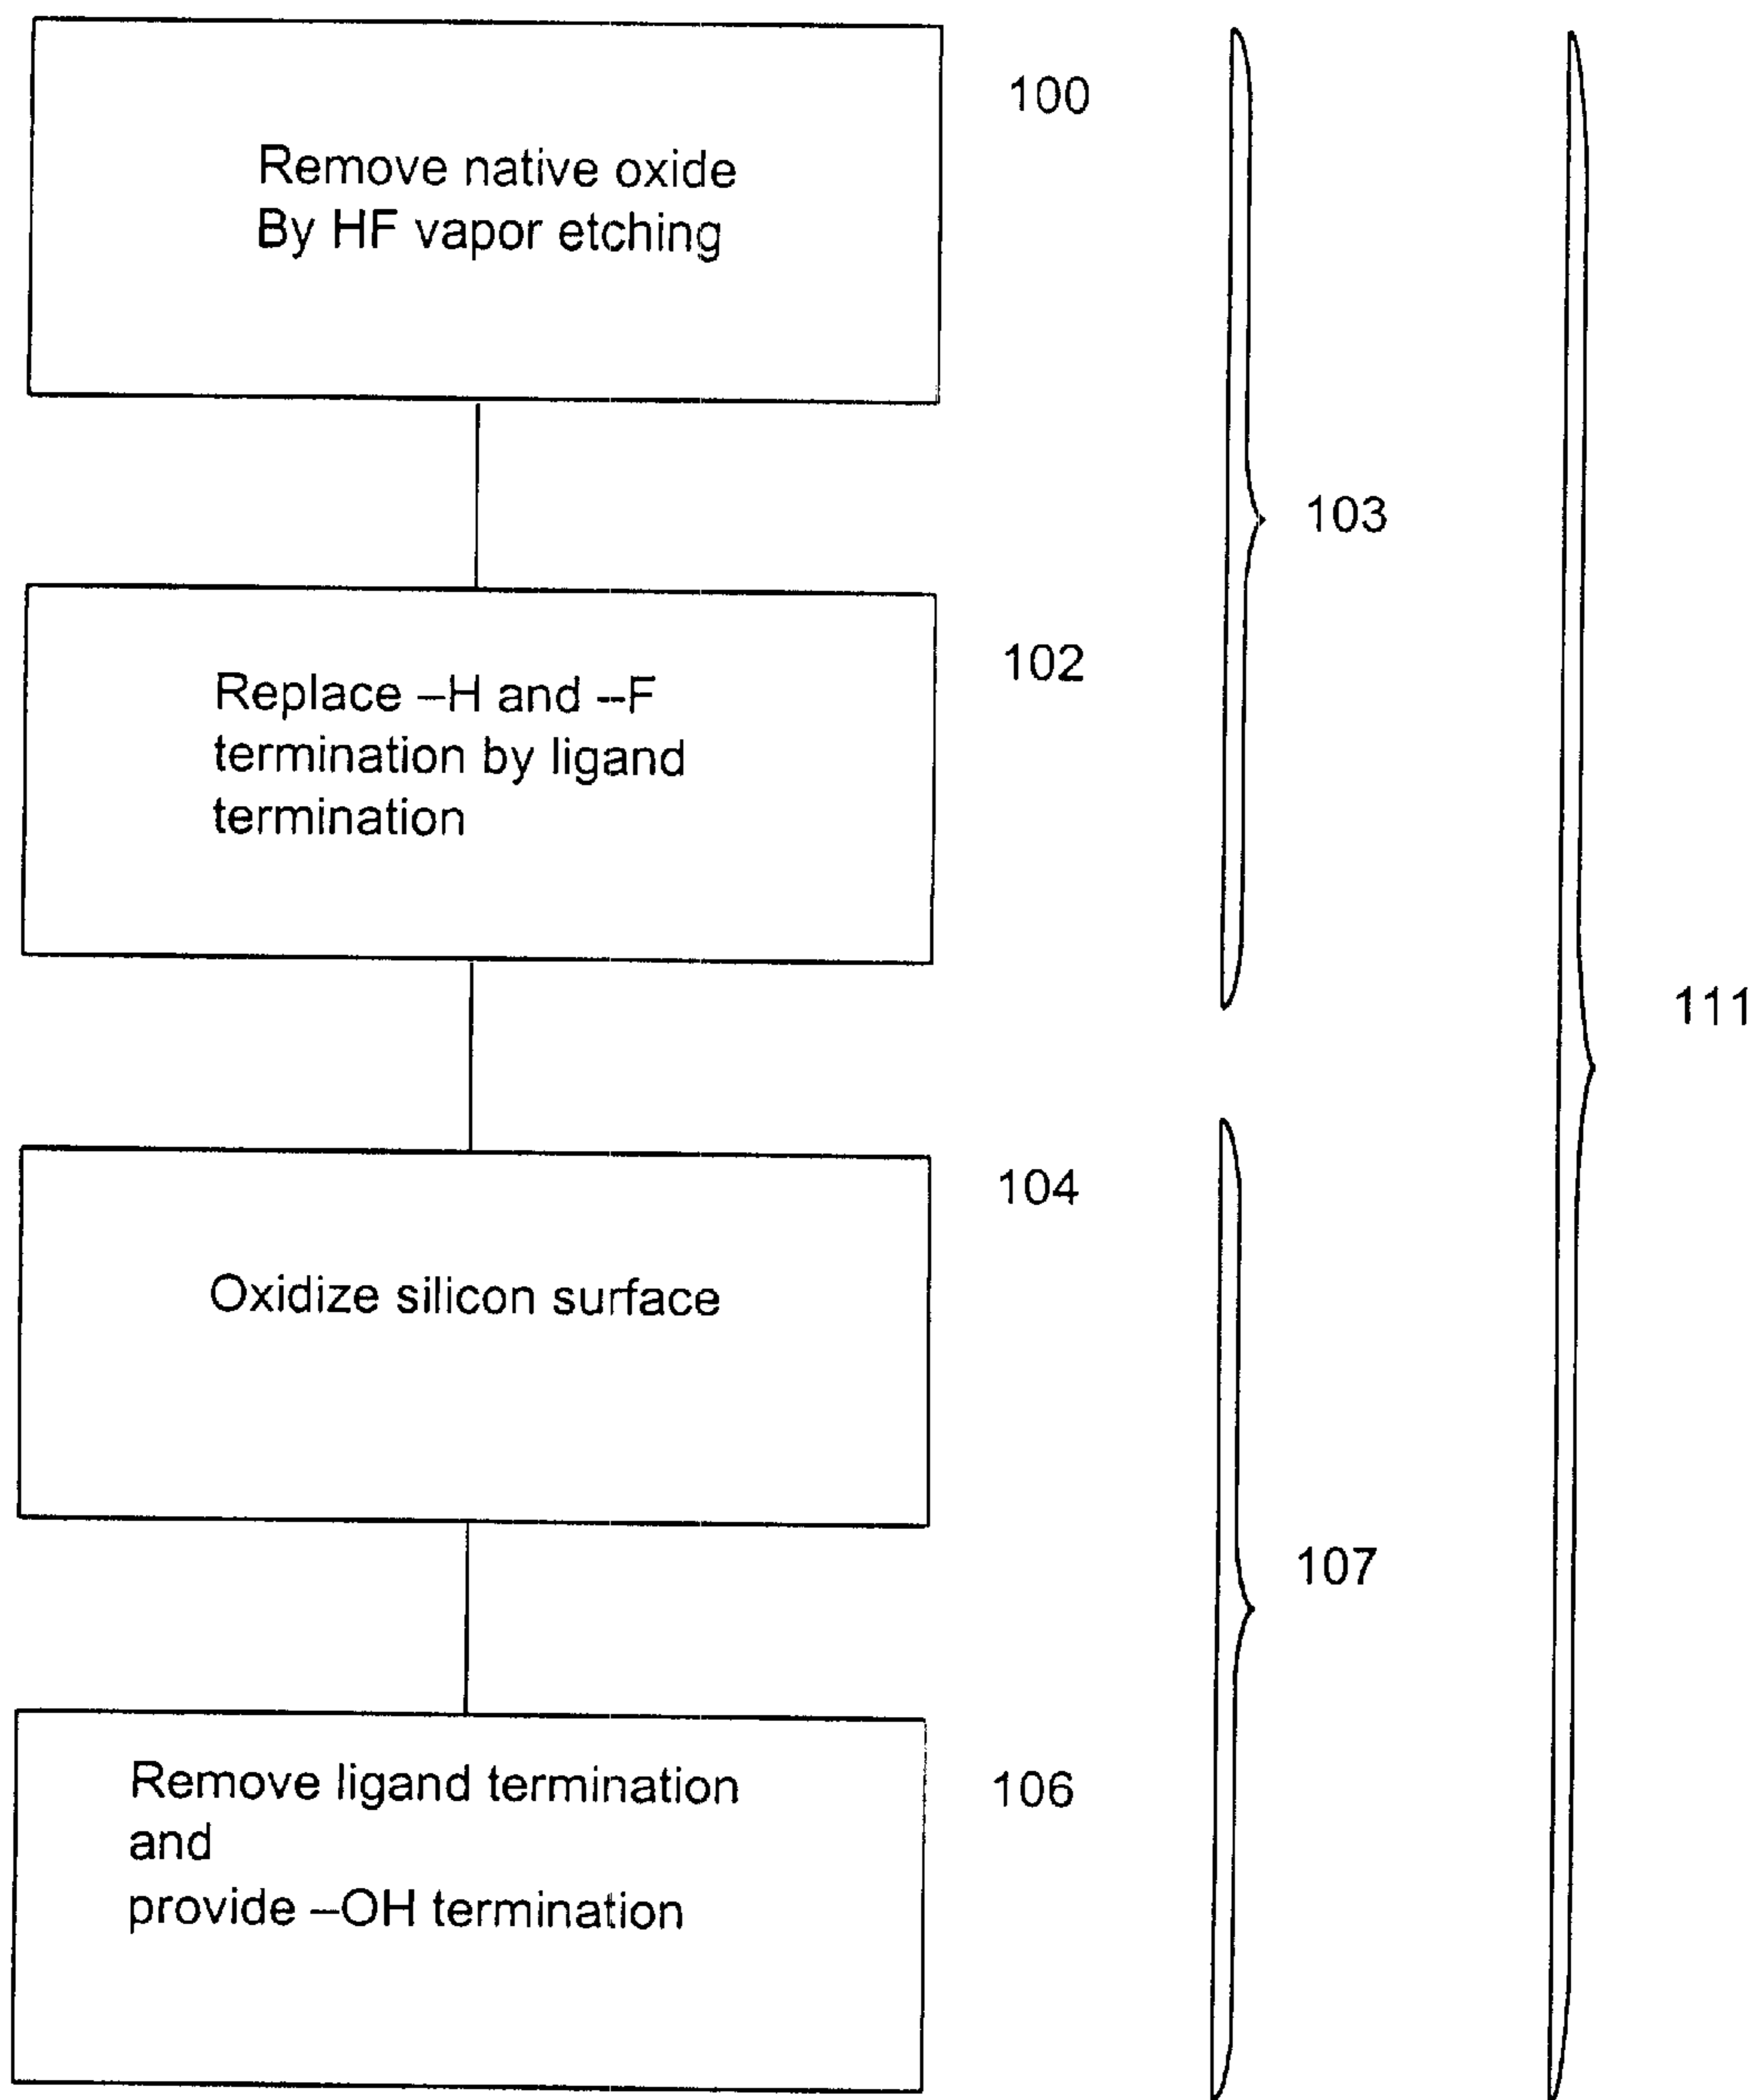 100
Remove native oxide
By HF vapor etching
103
102
Replace –H and --F
termination by ligand
termination
111
104
Oxidize silicon surface
107
106
Remove ligand termination
and
provide –OH termination